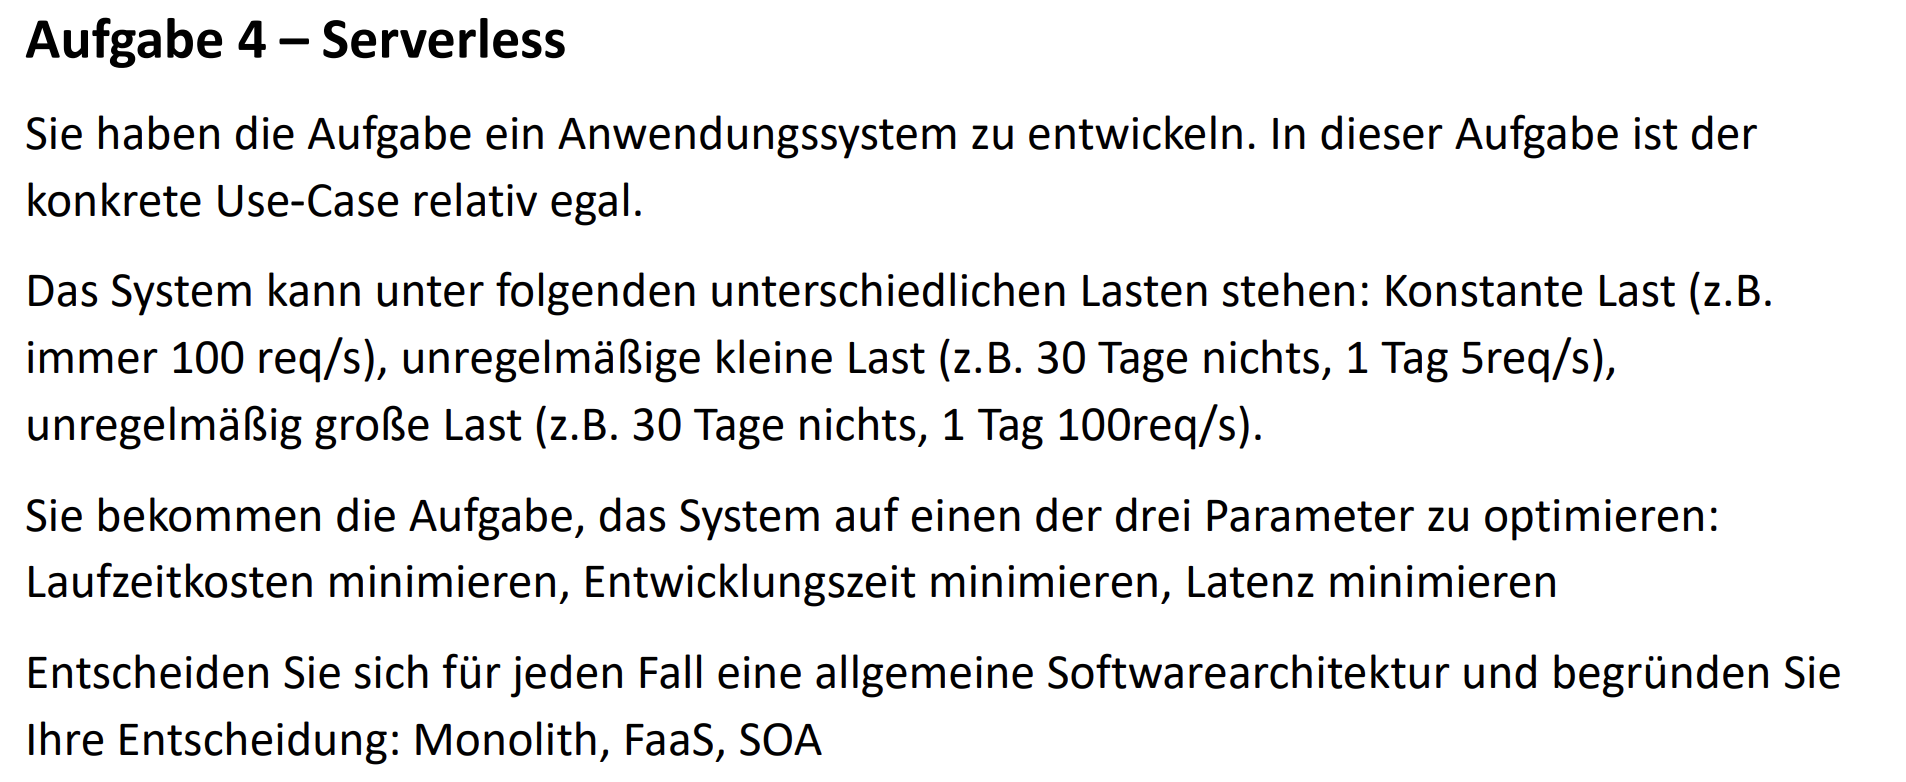 Aufgabe 4 – Serverless
Sie haben die Aufgabe ein Anwendungssystem zu entwickeln. In dieser Aufgabe ist der
konkrete Use-Case relativ egal.
Das System kann unter folgenden unterschiedlichen Lasten stehen: Konstante Last (z.B.
immer 100 req/s), unregelmäßige kleine Last (z.B. 30 Tage nichts, 1 Tag 5req/s),
unregelmäßig große Last (z.B. 30 Tage nichts, 1 Tag 100req/s).
Sie bekommen die Aufgabe, das System auf einen der drei Parameter zu optimieren:
Laufzeitkosten minimieren, Entwicklungszeit minimieren, Latenz minimieren
Entscheiden Sie sich für jeden Fall eine allgemeine Softwarearchitektur und begründen Sie
Ihre Entscheidung: Monolith, FaaS, SOA